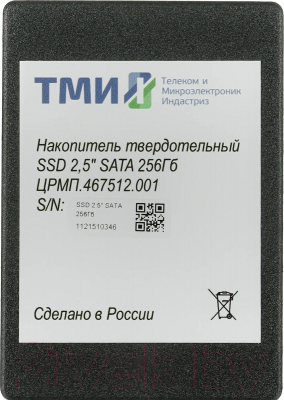 ТМИ
Телеком и
Микроэлектроник
Индастриз
Накопитель твердотельный
SSD 2,5" SATA 256Гб
ЦРМП.467512.001
S/N:
SSD 2.5" SATA
256Гб
1121510346
Сделано в России